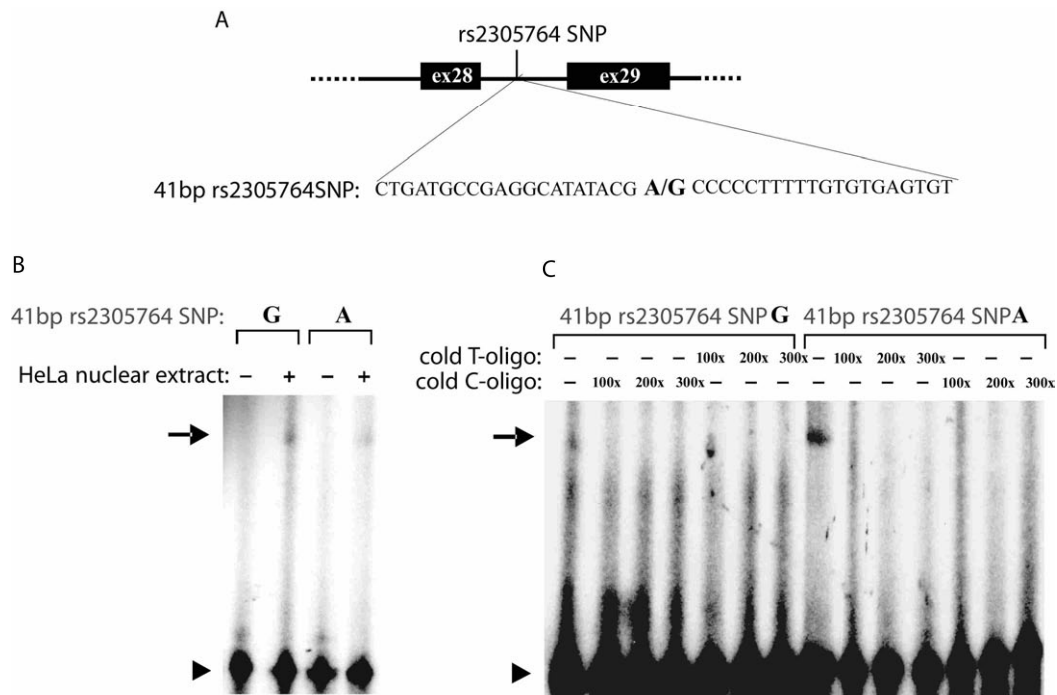 A
rs2305764 SNP
ex28 ex29
41bp rs2305764SNP: CTGATGCCGAGGCATATACG A/G CCCCCTTTTTGTGTGAGTGT
B
41bp rs2305764 SNP: G A
HeLa nuclear extract: – + – +
C
41bp rs2305764 SNP G 41bp rs2305764 SNP A
cold T-oligo: – – – – 100x 200x 300x – 100x 200x 300x – – –
cold C-oligo: – 100x 200x 300x – – – – – – – 100x 200x 300x